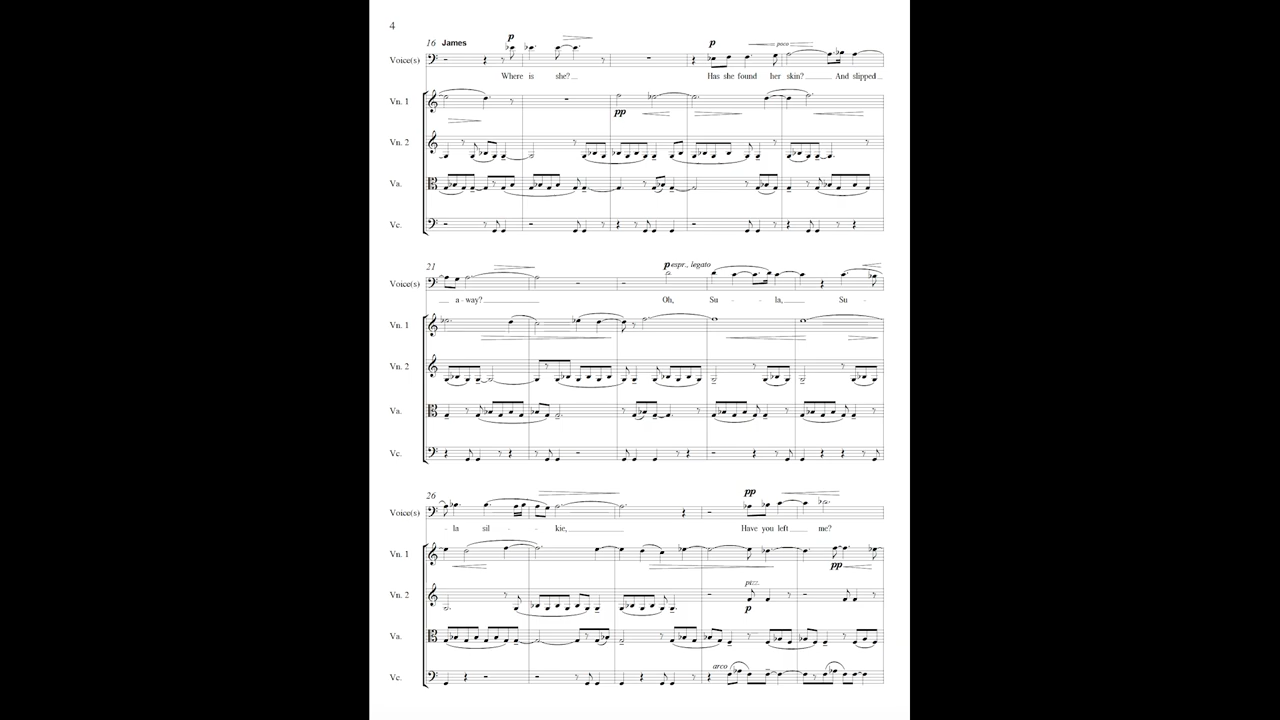 4
16 James
p
p
poco
Voice(s)
Where is she? Has she found her skin? And slipped
Vn. 1
pp
Vn. 2
Va.
Vc.
21
p espr., legato
Voice(s)
a - way? Oh, Su - la, Su -
Vn. 1
Vn. 2
Va.
Vc.
26
pp
Voice(s)
- la sil - kie, Have you left me?
Vn. 1
pp
pizz.
Vn. 2
p
Va.
arco
Vc.